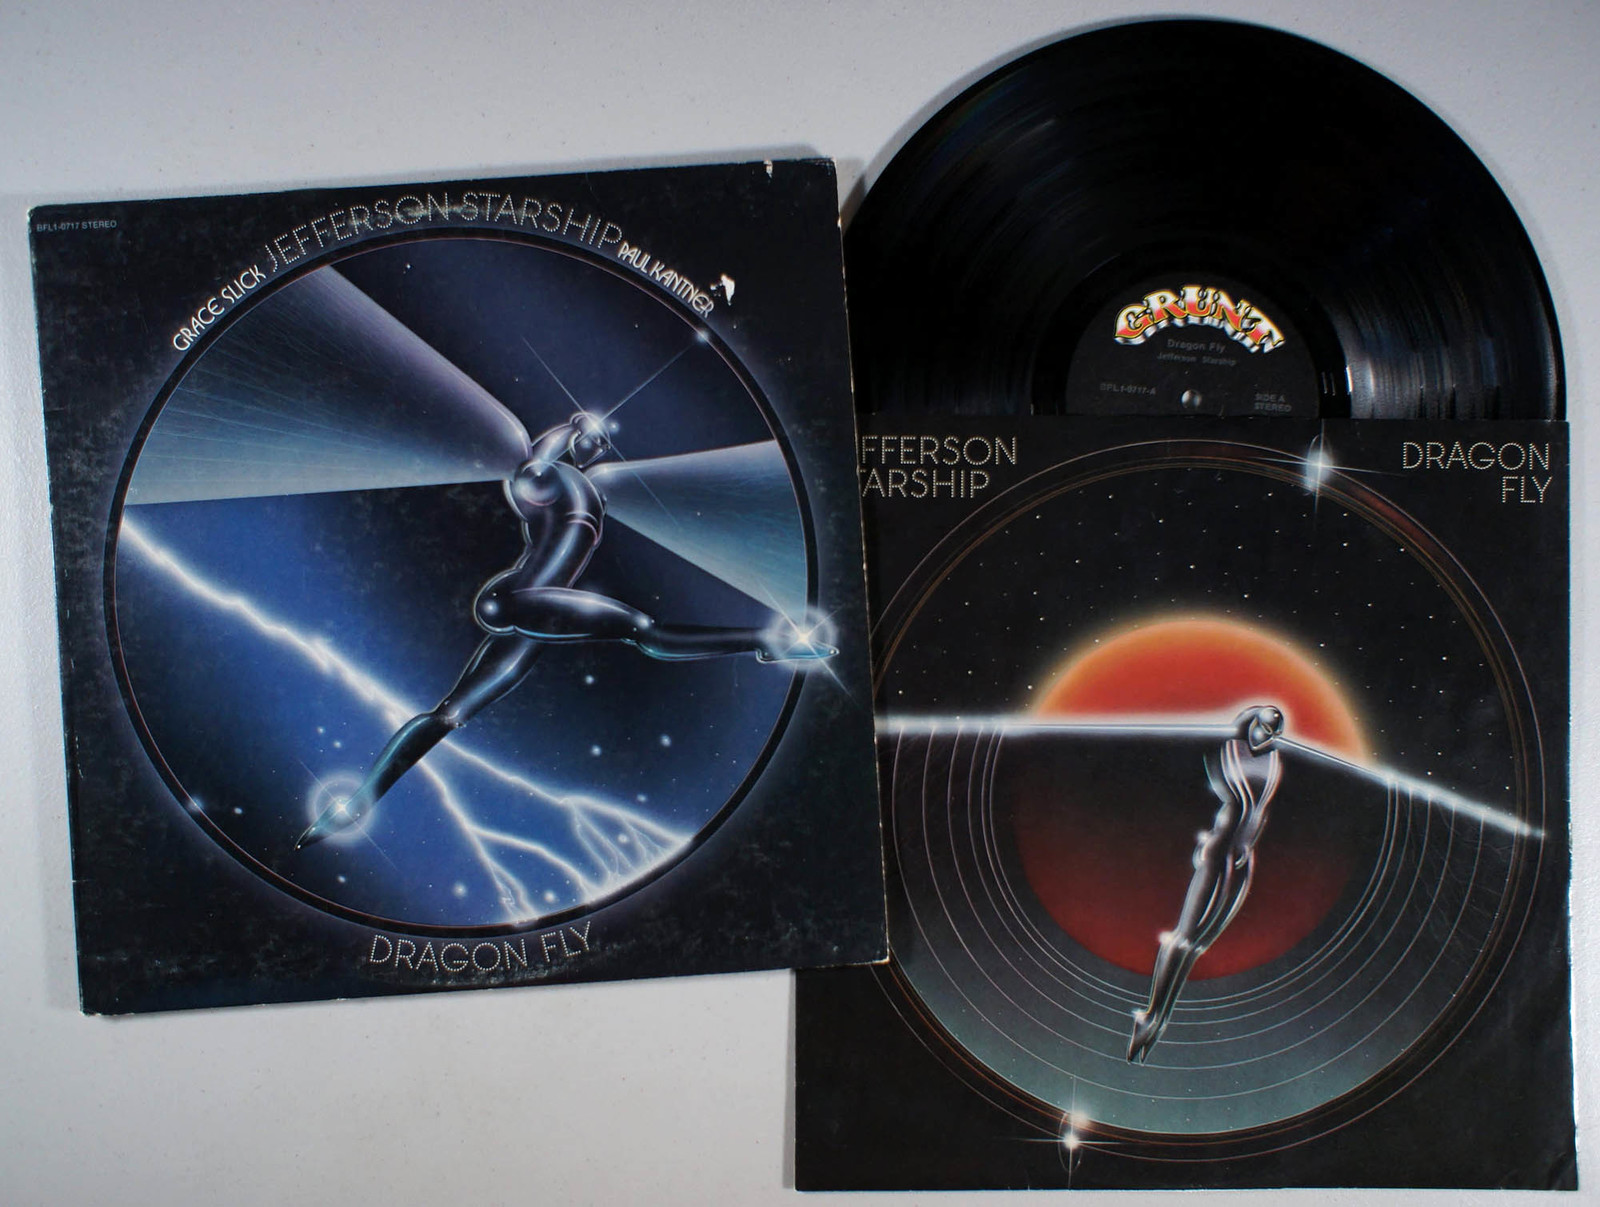 BFL1-0717 STEREO
GRACE SLICK JEFFERSON STARSHIP PAUL KANTNER
DRAGON FLY
GRUNT
Dragon Fly
Jefferson Starship
BFL1-0717-A
SIDE A
STEREO
FFERSON
ARSHIP
DRAGON
FLY